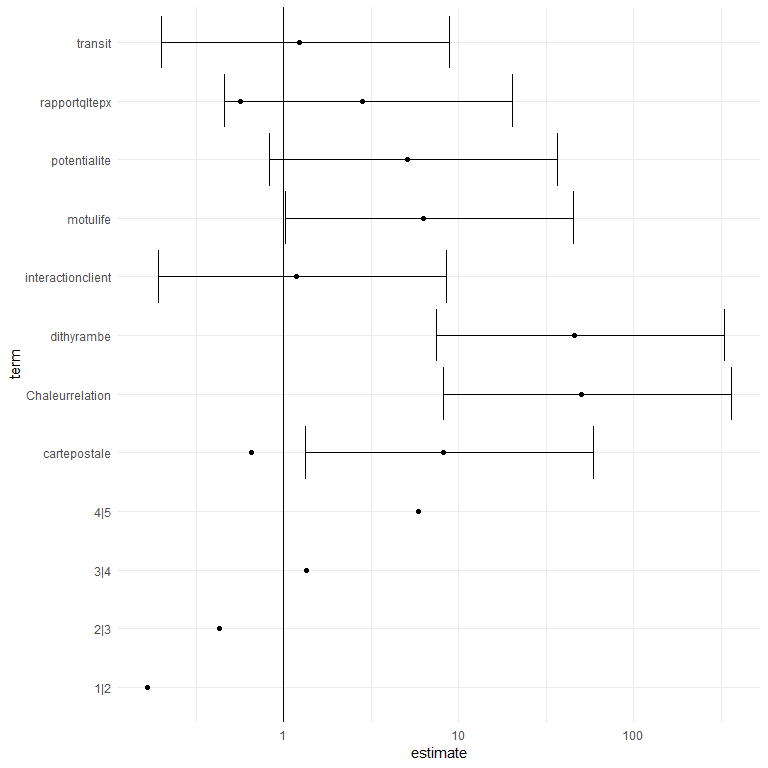 transit
rapportqltepx
potentialite
motulife
interactionclient
dithyrambe
Chaleurrelation
cartepostale
4|5
3|4
2|3
1|2
term
1 10 100
estimate